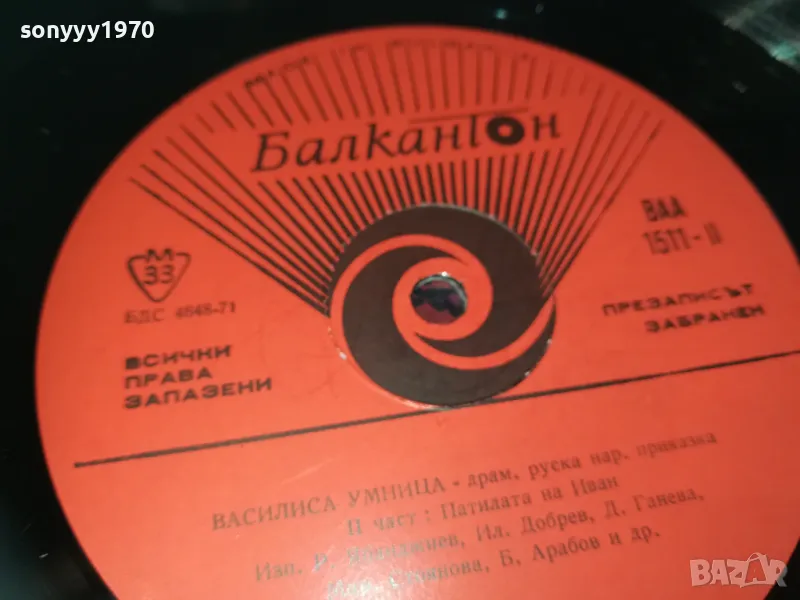 sonyyy1970
Балкантон
ВАА
1511-II
М
33
БДС 4848-71
ПРЕЗАПИСЪТ
ЗАБРАНЕН
ВСИЧКИ
ПРАВА
ЗАПАЗЕНИ
ВАСИЛИСА УМНИЦА - драм. руска нар. приказка
II част: Патилата на Иван
Изп. Р. Ил. Добрев, Д. Ганева,
Б. Арабов и др.
BAZAR